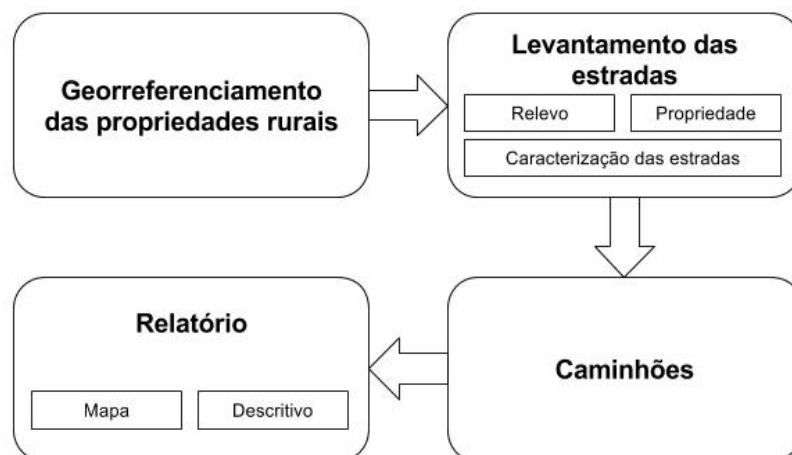 Georreferenciamento
das propriedades rurais
Levantamento das
estradas
Relevo
Propriedade
Caracterização das estradas
Relatório
Mapa
Descritivo
Caminhões